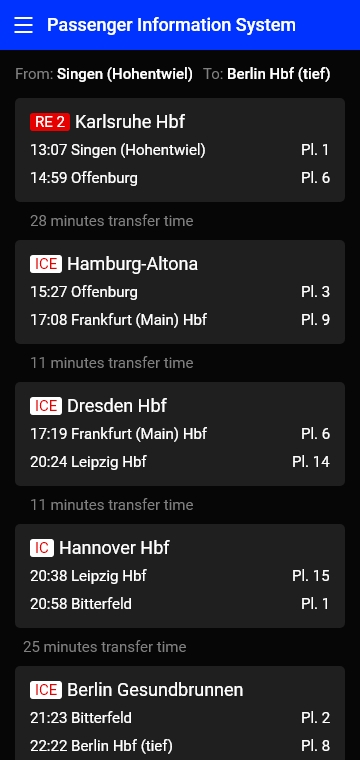 Passenger Information System
From: Singen (Hohentwiel) To: Berlin Hbf (tief)
RE 2 Karlsruhe Hbf
13:07 Singen (Hohentwiel) Pl. 1
14:59 Offenburg Pl. 6
28 minutes transfer time
ICE Hamburg-Altona
15:27 Offenburg Pl. 3
17:08 Frankfurt (Main) Hbf Pl. 9
11 minutes transfer time
ICE Dresden Hbf
17:19 Frankfurt (Main) Hbf Pl. 6
20:24 Leipzig Hbf Pl. 14
11 minutes transfer time
IC Hannover Hbf
20:38 Leipzig Hbf Pl. 15
20:58 Bitterfeld Pl. 1
25 minutes transfer time
ICE Berlin Gesundbrunnen
21:23 Bitterfeld Pl. 2
22:22 Berlin Hbf (tief) Pl. 8